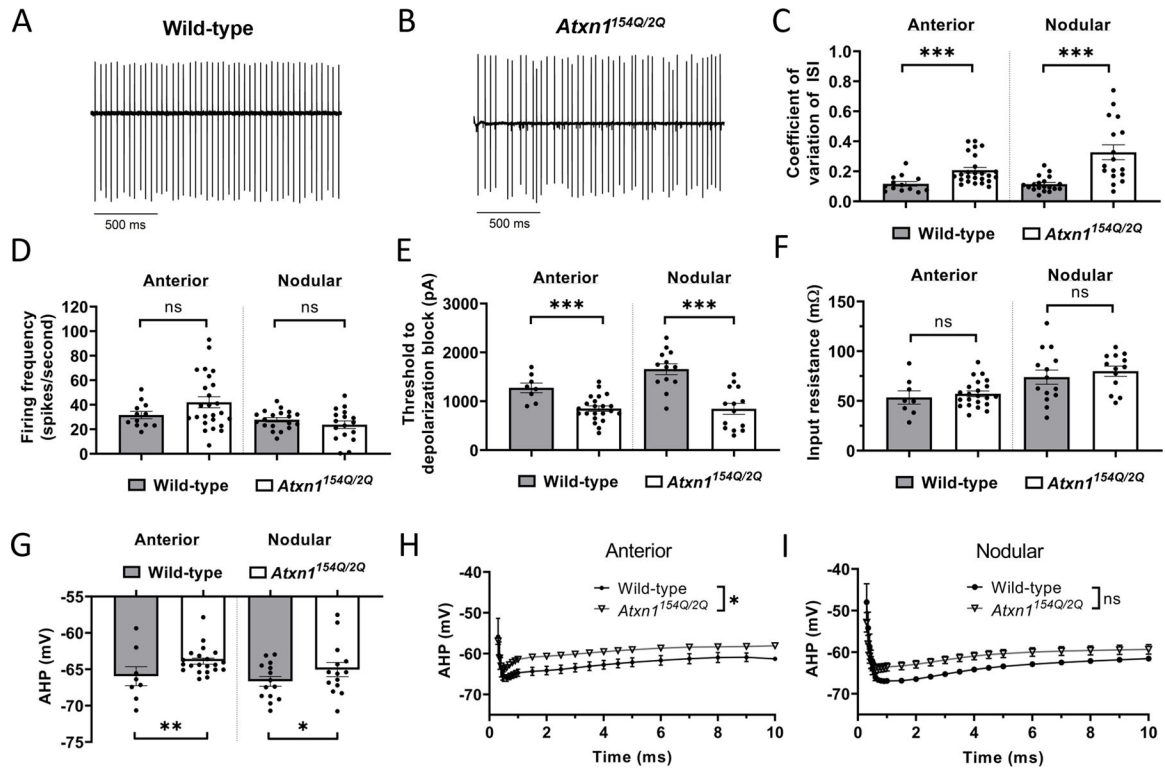 A
Wild-type
500 ms
B
Atxn1154Q/2Q
500 ms
C
Anterior
Nodular
***
***
Coefficient of
variation of ISI
1.0
0.8
0.6
0.4
0.2
0.0
Wild-type
Atxn1154Q/2Q
D
Anterior
Nodular
ns
ns
Firing frequency
(spikes/second)
120
100
80
60
40
20
0
Wild-type
Atxn1154Q/2Q
E
Anterior
Nodular
***
***
Threshold to
depolarization block (pA)
3000
2000
1000
0
Wild-type
Atxn1154Q/2Q
F
Anterior
Nodular
ns
ns
Input resistance (mΩ)
150
100
50
0
Wild-type
Atxn1154Q/2Q
G
Anterior
Nodular
Wild-type
Atxn1154Q/2Q
AHP (mV)
-55
-60
-65
-70
-75
**
*
H
Anterior
Wild-type
Atxn1154Q/2Q
*
AHP (mV)
-40
-50
-60
-70
0 2 4 6 8 10
Time (ms)
I
Nodular
Wild-type
Atxn1154Q/2Q
ns
AHP (mV)
-40
-50
-60
-70
0 2 4 6 8 10
Time (ms)